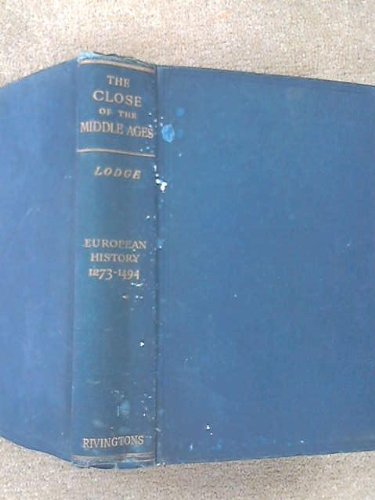 THE
CLOSE
OF THE
MIDDLE AGES
LODGE
EUROPEAN
HISTORY
1273-1494
RIVINGTONS